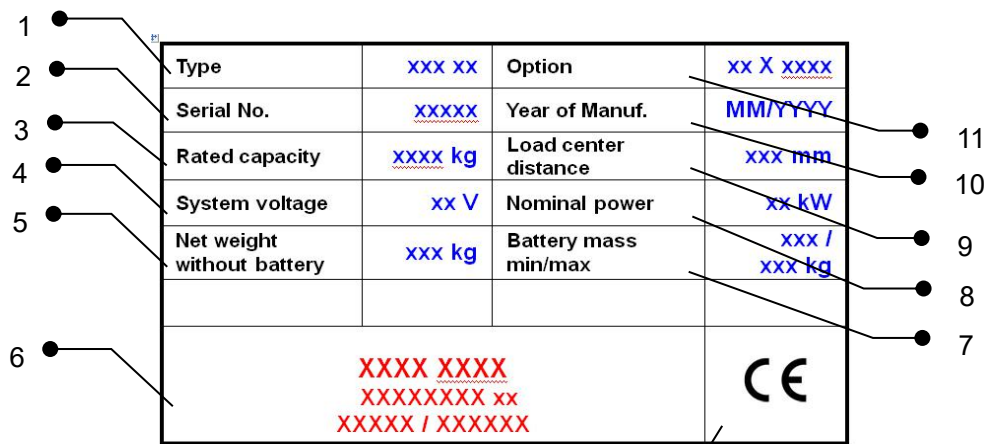 1
2
3
4
5
6
Type xxx xx Option xx X xxxx
Serial No. xxxxx Year of Manuf. MM/YYYY
Rated capacity xxxx kg Load center distance xxx mm
System voltage xx V Nominal power xx kW
Net weight without battery xxx kg Battery mass min/max xxx / xxx kg
XXXX XXXX
XXXXXXXX xx
XXXXX / XXXXXX
CE
11
10
9
8
7